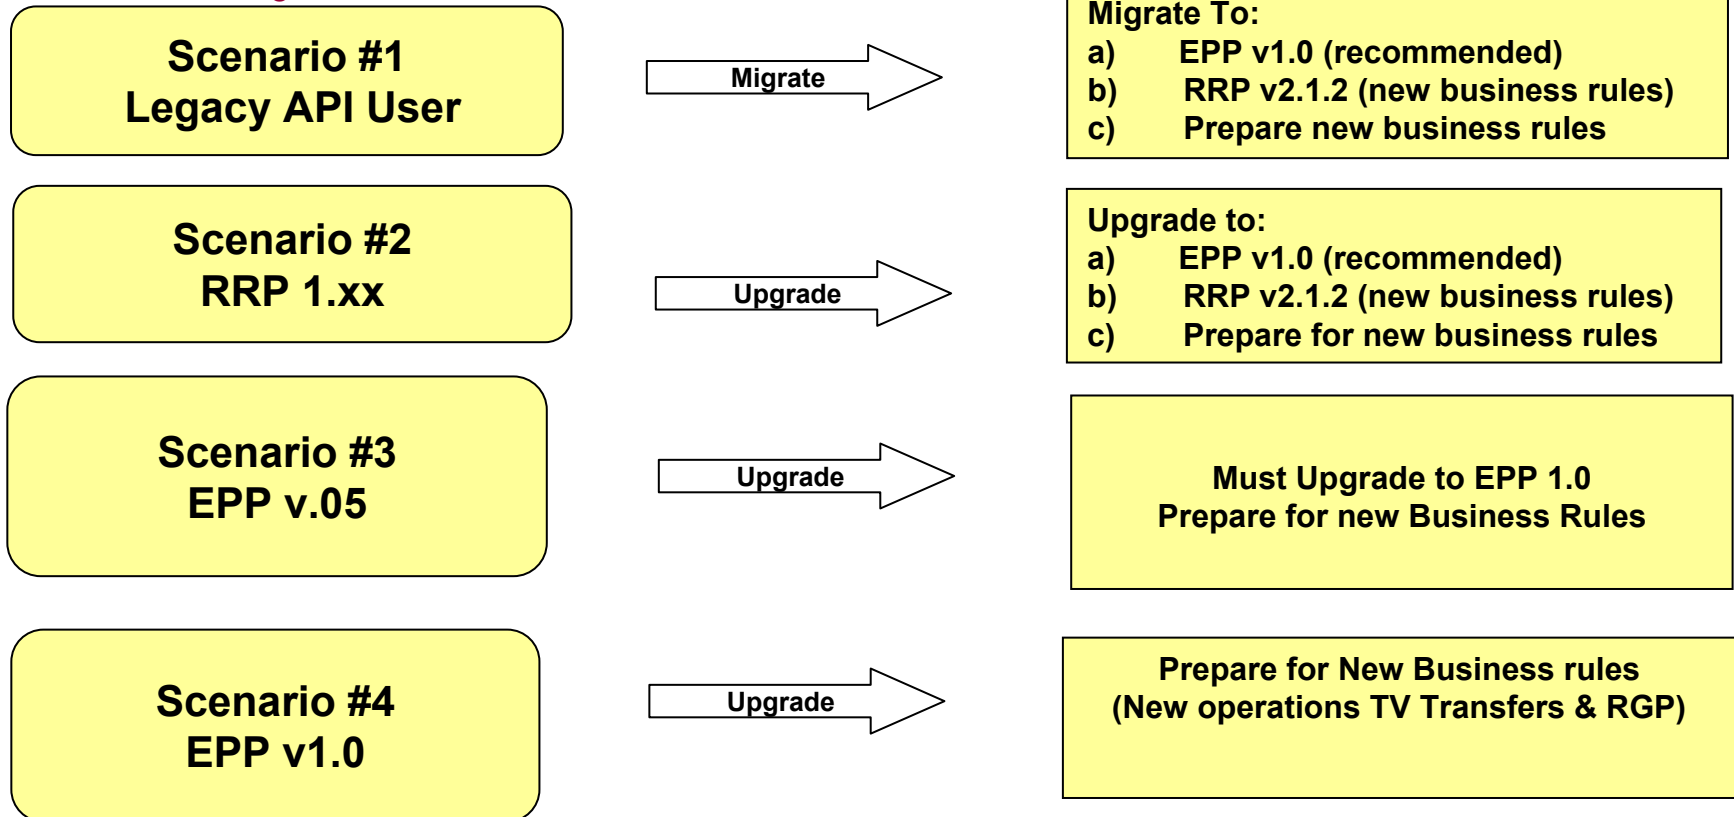 Scenario #1
Legacy API User
Migrate
Migrate To:
a) EPP v1.0 (recommended)
b) RRP v2.1.2 (new business rules)
c) Prepare new business rules
Scenario #2
RRP 1.xx
Upgrade
Upgrade to:
a) EPP v1.0 (recommended)
b) RRP v2.1.2 (new business rules)
c) Prepare for new business rules
Scenario #3
EPP v.05
Upgrade
Must Upgrade to EPP 1.0
Prepare for new Business Rules
Scenario #4
EPP v1.0
Upgrade
Prepare for New Business rules
(New operations TV Transfers & RGP)